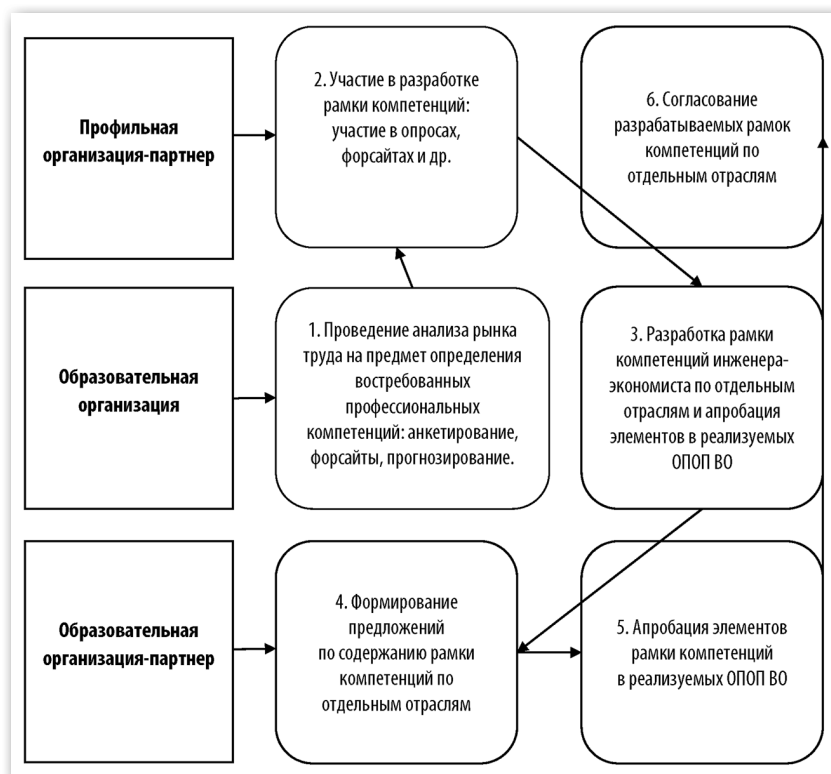 Профильная
организация-партнер
2. Участие в разработке
рамки компетенций:
участие в опросах,
форсайтах и др.
6. Согласование
разрабатываемых рамок
компетенций по
отдельным отраслям
Образовательная
организация
1. Проведение анализа рынка
труда на предмет определения
востребованных
профессиональных
компетенций: анкетирование,
форсайты, прогнозирование.
3. Разработка рамки
компетенций инженера-
экономиста по отдельным
отраслям и апробация
элементов в реализуемых
ОПОП ВО
Образовательная
организация-партнер
4. Формирование
предложений
по содержанию рамки
компетенций по
отдельным отраслям
5. Апробация элементов
рамки компетенций
в реализуемых ОПОП ВО